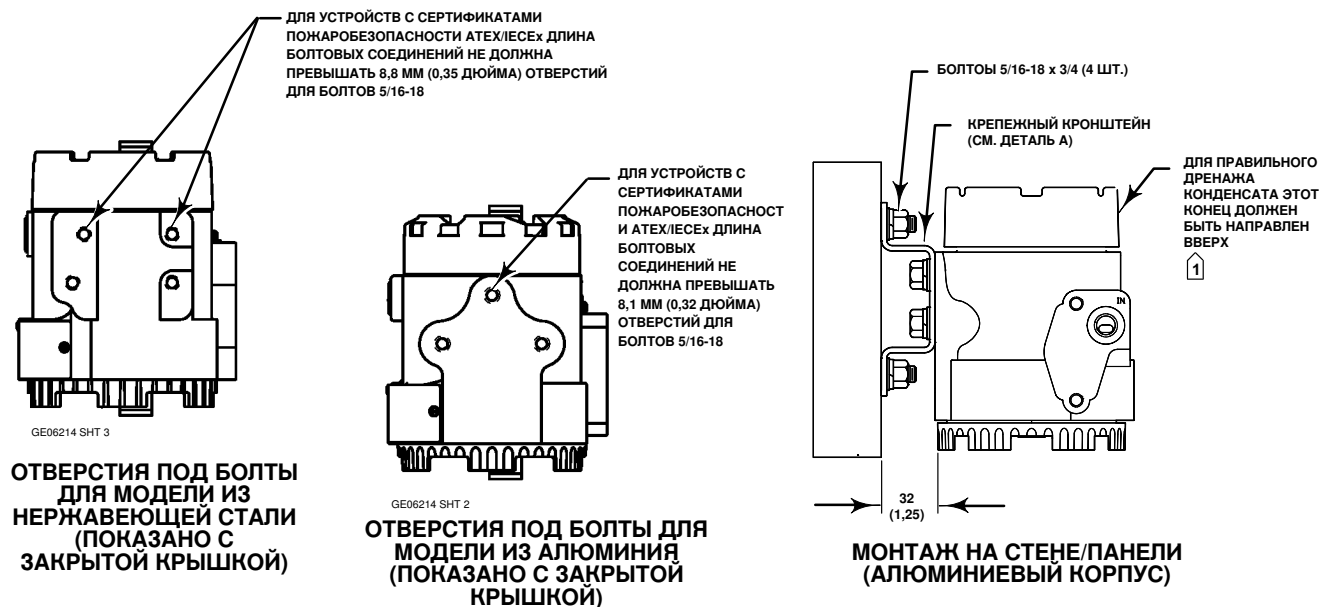 ДЛЯ УСТРОЙСТВ С СЕРТИФИКАТАМИ
ПОЖАРОБЕЗОПАСНОСТИ ATEX/IECEx ДЛИНА
БОЛТОВЫХ СОЕДИНЕНИЙ НЕ ДОЛЖНА
ПРЕВЫШАТЬ 8,8 ММ (0,35 ДЮЙМА) ОТВЕРСТИЙ
ДЛЯ БОЛТОВ 5/16-18
GE06214 SHT 3
ОТВЕРСТИЯ ПОД БОЛТЫ
ДЛЯ МОДЕЛИ ИЗ
НЕРЖАВЕЮЩЕЙ СТАЛИ
(ПОКАЗАНО С
ЗАКРЫТОЙ КРЫШКОЙ)
ДЛЯ УСТРОЙСТВ С
СЕРТИФИКАТАМИ
ПОЖАРОБЕЗОПАСНОСТ
И ATEX/IECEx ДЛИНА
БОЛТОВЫХ
СОЕДИНЕНИЙ НЕ
ДОЛЖНА ПРЕВЫШАТЬ
8,1 ММ (0,32 ДЮЙМА)
ОТВЕРСТИЙ ДЛЯ
БОЛТОВ 5/16-18
GE06214 SHT 2
ОТВЕРСТИЯ ПОД БОЛТЫ ДЛЯ
МОДЕЛИ ИЗ АЛЮМИНИЯ
(ПОКАЗАНО С ЗАКРЫТОЙ
КРЫШКОЙ)
БОЛТОЫ 5/16-18 x 3/4 (4 ШТ.)
КРЕПЕЖНЫЙ КРОНШТЕЙН
(СМ. ДЕТАЛЬ А)
ДЛЯ ПРАВИЛЬНОГО
ДРЕНАЖА
КОНДЕНСАТА ЭТОТ
КОНЕЦ ДОЛЖЕН
БЫТЬ НАПРАВЛЕН
ВВЕРХ
1
IN
32
(1,25)
МОНТАЖ НА СТЕНЕ/ПАНЕЛИ
(АЛЮМИНИЕВЫЙ КОРПУС)